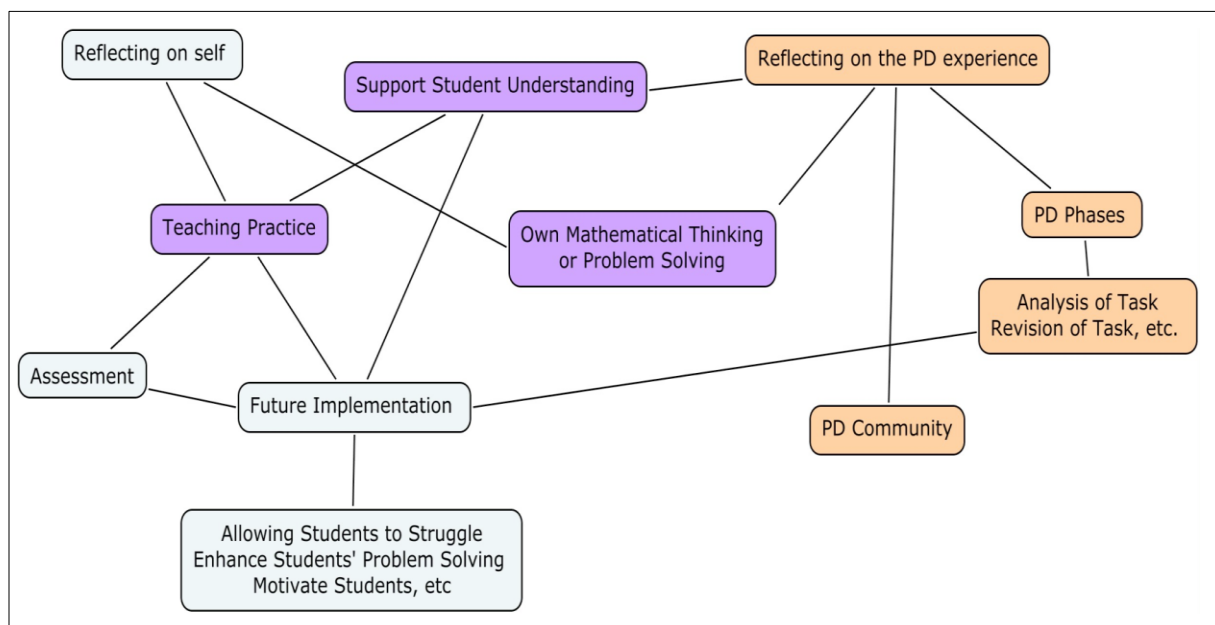 Reflecting on self
Reflecting on the PD experience
Support Student Understanding
PD Phases
Teaching Practice
Own Mathematical Thinking
or Problem Solving
Analysis of Task
Revision of Task, etc.
Assessment
Future Implementation
PD Community
Allowing Students to Struggle
Enhance Students' Problem Solving
Motivate Students, etc